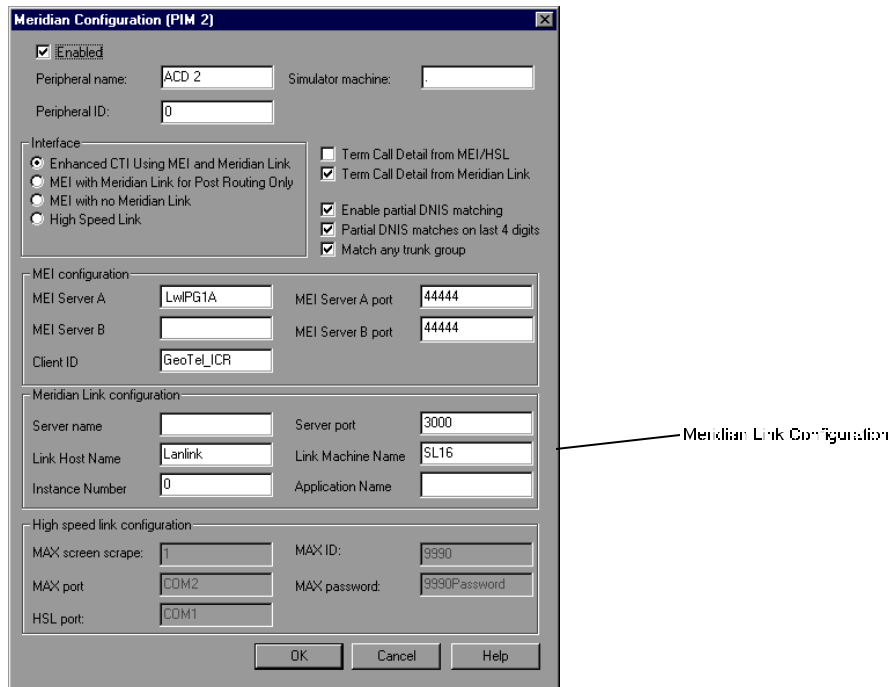 Meridian Configuration (PIM 2)
Enabled
Peripheral name: ACD 2 Simulator machine: .
Peripheral ID: 0
Interface
Enhanced CTI Using MEI and Meridian Link
MEI with Meridian Link for Post Routing Only
MEI with no Meridian Link
High Speed Link
Term Call Detail from MEI/HSL
Term Call Detail from Meridian Link
Enable partial DNIS matching
Partial DNIS matches on last 4 digits
Match any trunk group
MEI configuration
MEI Server A LwIPG1A MEI Server A port 44444
MEI Server B MEI Server B port 44444
Client ID GeoTel_ICR
Meridian Link configuration
Server name Server port 3000
Link Host Name Lanlink Link Machine Name SL16
Instance Number 0 Application Name
Meridian Link Configuration
High speed link configuration
MAX screen scrape: 1 MAX ID: 9990
MAX port COM2 MAX password: 9990Password
HSL port: COM1
OK Cancel Help